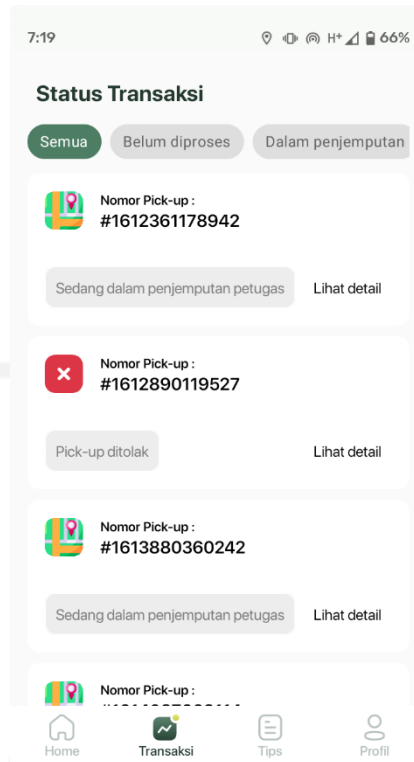 7:19 H+ 66%
Status Transaksi
Semua Belum diproses Dalam penjemputan
Nomor Pick-up :
#1612361178942
Sedang dalam penjemputan petugas Lihat detail
Nomor Pick-up :
#1612890119527
Pick-up ditolak Lihat detail
Nomor Pick-up :
#1613880360242
Sedang dalam penjemputan petugas Lihat detail
Nomor Pick-up :
Home Transaksi Tips Profil